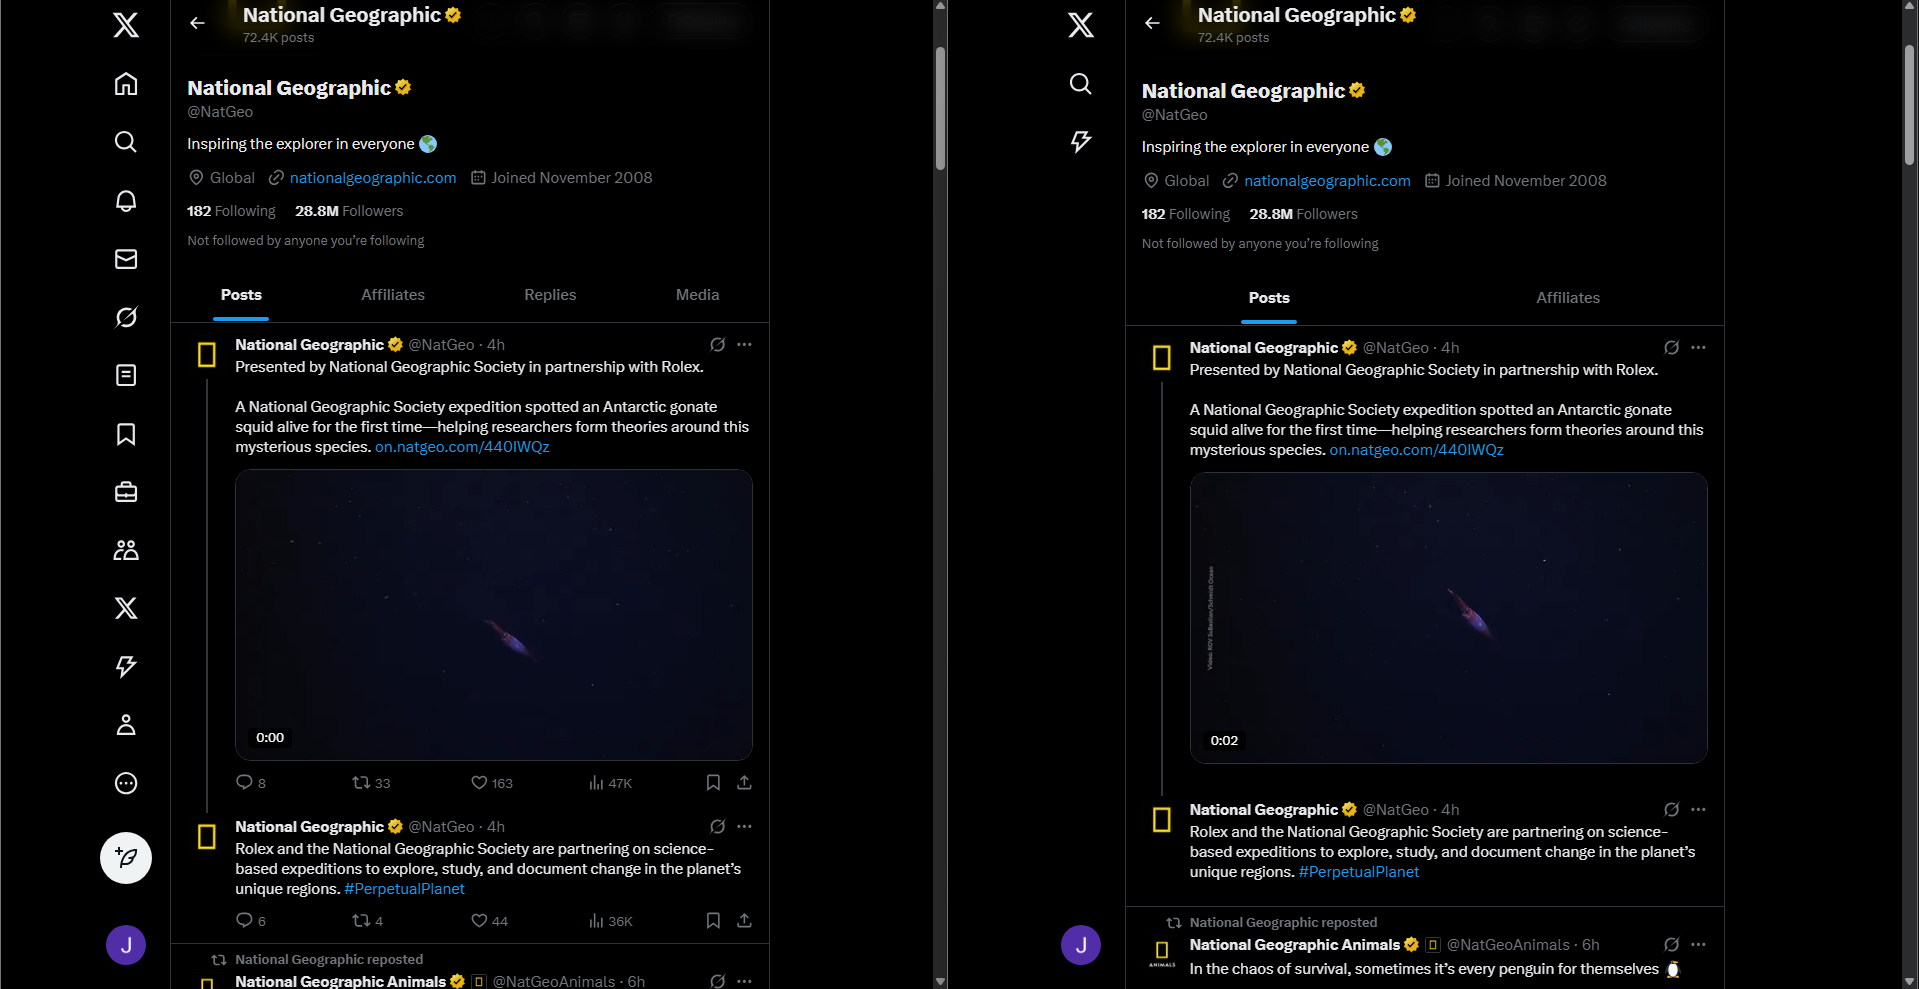 National Geographic
72.4K posts
National Geographic
@NatGeo
Inspiring the explorer in everyone
Global nationalgeographic.com Joined November 2008
182 Following 28.8M Followers
Not followed by anyone you’re following
Posts Affiliates Replies Media
National Geographic @NatGeo · 4h
Presented by National Geographic Society in partnership with Rolex.
A National Geographic Society expedition spotted an Antarctic gonate
squid alive for the first time—helping researchers form theories around this
mysterious species. on.natgeo.com/440IWQz
0:00
8 33 163 47K
National Geographic @NatGeo · 4h
Rolex and the National Geographic Society are partnering on science-
based expeditions to explore, study, and document change in the planet’s
unique regions. #PerpetualPlanet
6 4 44 36K
J
National Geographic reposted
National Geographic Animals @NatGeoAnimals · 6h
National Geographic
72.4K posts
National Geographic
@NatGeo
Inspiring the explorer in everyone
Global nationalgeographic.com Joined November 2008
182 Following 28.8M Followers
Not followed by anyone you’re following
Posts Affiliates
National Geographic @NatGeo · 4h
Presented by National Geographic Society in partnership with Rolex.
A National Geographic Society expedition spotted an Antarctic gonate
squid alive for the first time—helping researchers form theories around this
mysterious species. on.natgeo.com/440IWQz
Video: ROV SuBastian/Schmidt Ocean
0:02
National Geographic @NatGeo · 4h
Rolex and the National Geographic Society are partnering on science-
based expeditions to explore, study, and document change in the planet’s
unique regions. #PerpetualPlanet
J
National Geographic reposted
National Geographic Animals @NatGeoAnimals · 6h
ANIMALS
In the chaos of survival, sometimes it’s every penguin for themselves